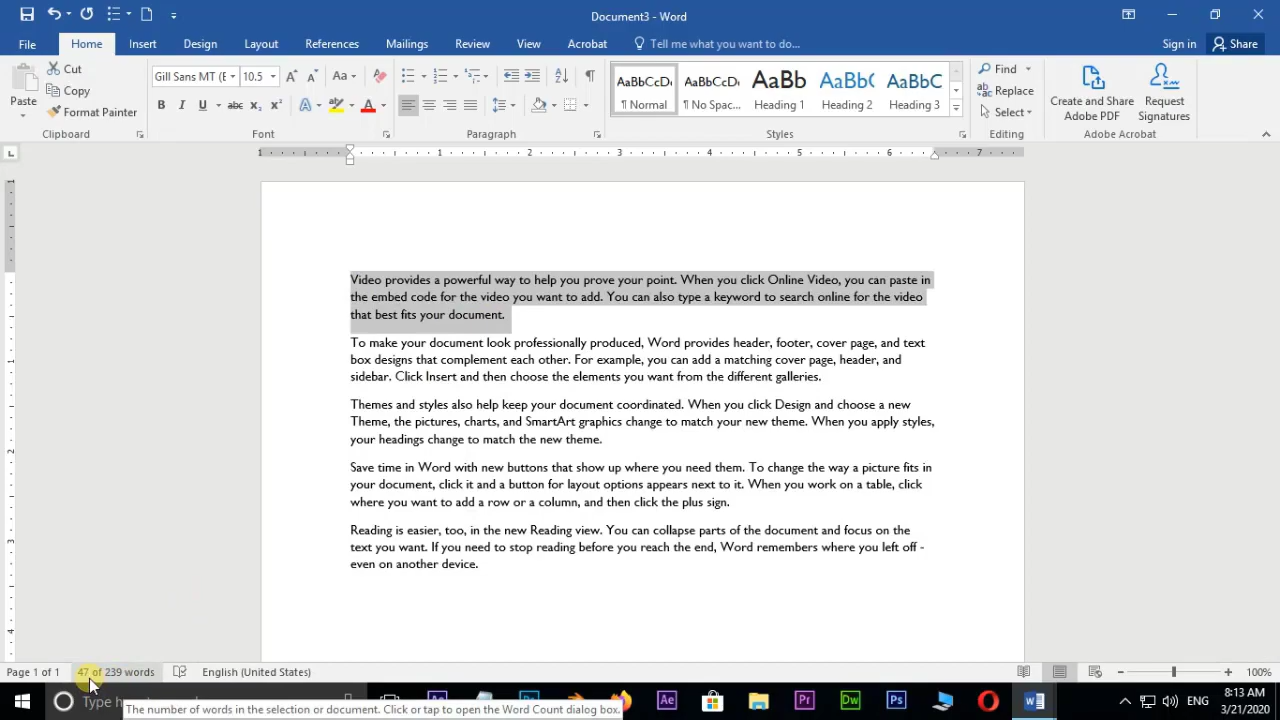 Document3 - Word
File Home Insert Design Layout References Mailings Review View Acrobat Tell me what you want to do... Sign in Share
Paste Cut Copy Format Painter Clipboard
Gill Sans MT (E 10.5 Aa Font
B I U abc x2 x2 A A
Paragraph
AaBbCcDc ¶ Normal AaBbCcDc ¶ No Spac... AaBb Heading 1 AaBbC Heading 2 AaBbC Heading 3 Styles
Find Replace Select Editing
Create and Share Adobe PDF Request Signatures Adobe Acrobat
1 1 2 3 4 5 6 7
Video provides a powerful way to help you prove your point. When you click Online Video, you can paste in
the embed code for the video you want to add. You can also type a keyword to search online for the video
that best fits your document.
To make your document look professionally produced, Word provides header, footer, cover page, and text
box designs that complement each other. For example, you can add a matching cover page, header, and
sidebar. Click Insert and then choose the elements you want from the different galleries.
Themes and styles also help keep your document coordinated. When you click Design and choose a new
Theme, the pictures, charts, and SmartArt graphics change to match your new theme. When you apply styles,
your headings change to match the new theme.
Save time in Word with new buttons that show up where you need them. To change the way a picture fits in
your document, click it and a button for layout options appears next to it. When you work on a table, click
where you want to add a row or a column, and then click the plus sign.
Reading is easier, too, in the new Reading view. You can collapse parts of the document and focus on the
text you want. If you need to stop reading before you reach the end, Word remembers where you left off -
even on another device.
Page 1 of 1 47 of 239 words English (United States) 100%
Type h
The number of words in the selection or document. Click or tap to open the Word Count dialog box.
Ae Pr Dw Ps ENG 8:13 AM
3/21/2020